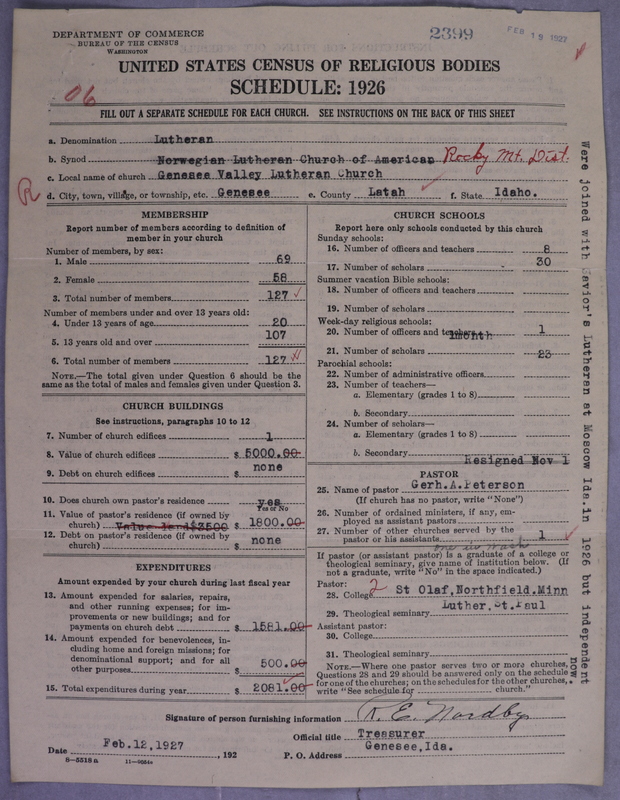 DEPARTMENT OF COMMERCE
BUREAU OF THE CENSUS
WASHINGTON
2399
FEB 19 1927
UNITED STATES CENSUS OF RELIGIOUS BODIES
SCHEDULE: 1926
06
FILL OUT A SEPARATE SCHEDULE FOR EACH CHURCH. SEE INSTRUCTIONS ON THE BACK OF THIS SHEET
a. Denomination Lutheran
b. Synod Norwegian Lutheran Church of American Rocky Mt. Dist.
c. Local name of church Genesee Valley Lutheran Church
R d. City, town, village, or township, etc. Genesee e. County Latah f. State Idaho.
MEMBERSHIP
Report number of members according to definition of
member in your church
Number of members, by sex:
1. Male 69
2. Female 58
3. Total number of members 127
Number of members under and over 13 years old:
4. Under 13 years of age 20
5. 13 years old and over 107
6. Total number of members 127
NOTE.—The total given under Question 6 should be
same as the total of males and females given under Question 3.
CHURCH BUILDINGS
See instructions, paragraphs 10 to 12
7. Number of church edifices 1
8. Value of church edifices $ 5000.00
9. Debt on church edifices $ none
10. Does church own pastor's residence yes
Yes or No
11. Value of pastor's residence (if owned by
church) Value land$3500 $ 1800.00
12. Debt on pastor's residence (if owned by
church) $ none
EXPENDITURES
Amount expended by your church during last fiscal year
13. Amount expended for salaries, repairs,
and other running expenses; for im-
provements or new buildings; and for
payments on church debt $ 1581.00
14. Amount expended for benevolences, in-
cluding home and foreign missions; for
denominational support; and for all
other purposes $ 500.00
15. Total expenditures during year $ 2081.00
CHURCH SCHOOLS
Report here only schools conducted by this church
Sunday schools:
16. Number of officers and teachers 8
17. Number of scholars 30
Summer vacation Bible schools:
18. Number of officers and teachers
19. Number of scholars
Week-day religious schools:
20. Number of officers and teachers 1month 1
21. Number of scholars 23
Parochial schools:
22. Number of administrative officers
23. Number of teachers—
a. Elementary (grades 1 to 8)
b. Secondary
24. Number of scholars—
a. Elementary (grades 1 to 8)
b. Secondary
Resigned Nov 1
PASTOR
25. Name of pastor Gerh.A.Peterson
(If church has no pastor, write "None")
26. Number of ordained ministers, if any, em-
ployed as assistant pastors
27. Number of other churches served by the
pastor or his assistants 1
one in Wash
If pastor (or assistant pastor) is a graduate of a college or
theological seminary, give name of institution below. (If
not a graduate, write "No" in the space indicated.)
Pastor:
28. College 2 St Olaf,Northfield.Minn
29. Theological seminary Luther.St.Paul
Assistant pastor:
30. College
31. Theological seminary
NOTE.—Where one pastor serves two or more churches,
Questions 28 and 29 should be answered only on the schedule
for one of the churches; on the schedules for the other churches,
write "See schedule for church."
Were joined with Savior's Lutheran at Moscow Ida.in 1926 but independent
now.
Signature of person furnishing information R. E. Nordby
Official title Treasurer
Date Feb.12,1927 , 192 P. O. Address Genesee,Ida.